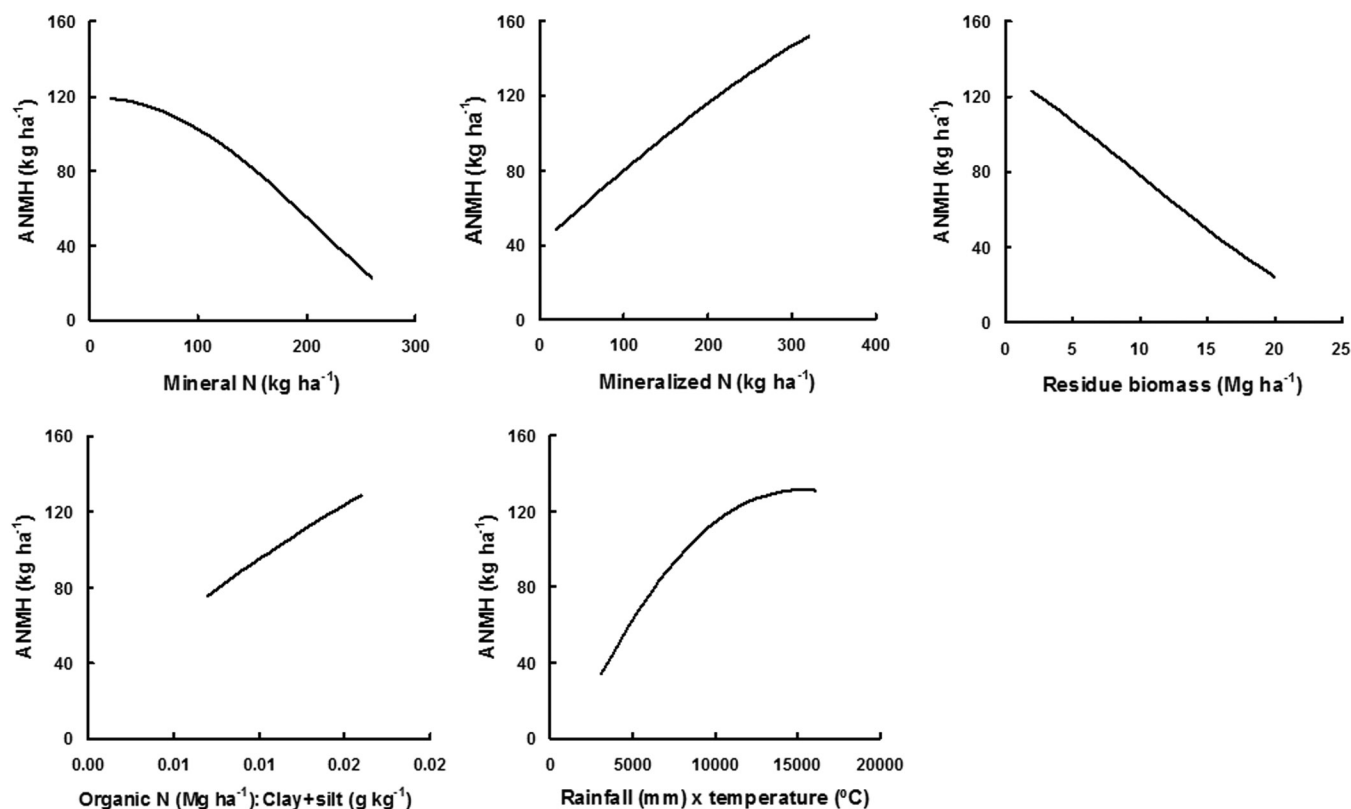 160
120
80
40
0
ANMH (kg ha⁻¹)
0 100 200 300
Mineral N (kg ha⁻¹)
160
120
80
40
0
ANMH (kg ha⁻¹)
0 100 200 300 400
Mineralized N (kg ha⁻¹)
160
120
80
40
0
ANMH (kg ha⁻¹)
0 5 10 15 20 25
Residue biomass (Mg ha⁻¹)
160
120
80
40
0
ANMH (kg ha⁻¹)
0.00 0.01 0.01 0.02 0.02
Organic N (Mg ha⁻¹):Clay+silt (g kg⁻¹)
160
120
80
40
0
ANMH (kg ha⁻¹)
0 5000 10000 15000 20000
Rainfall (mm) x temperature (ºC)